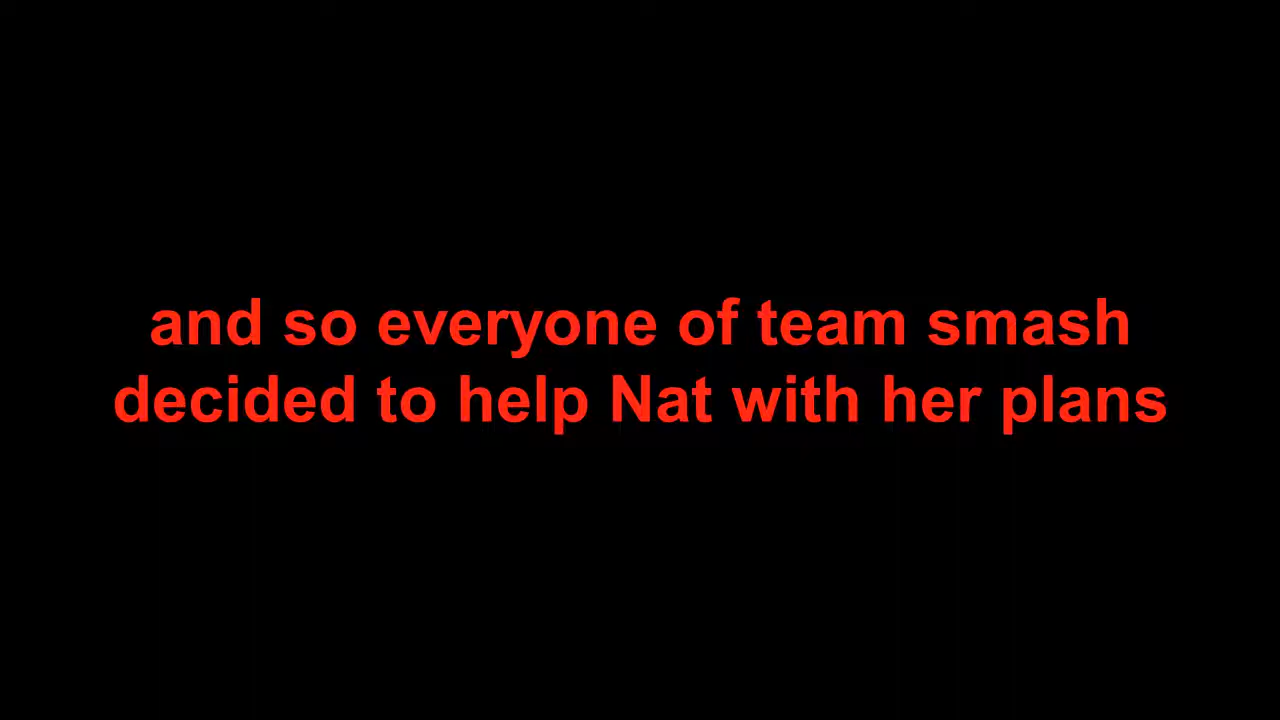 and so everyone of team smash
decided to help Nat with her plans